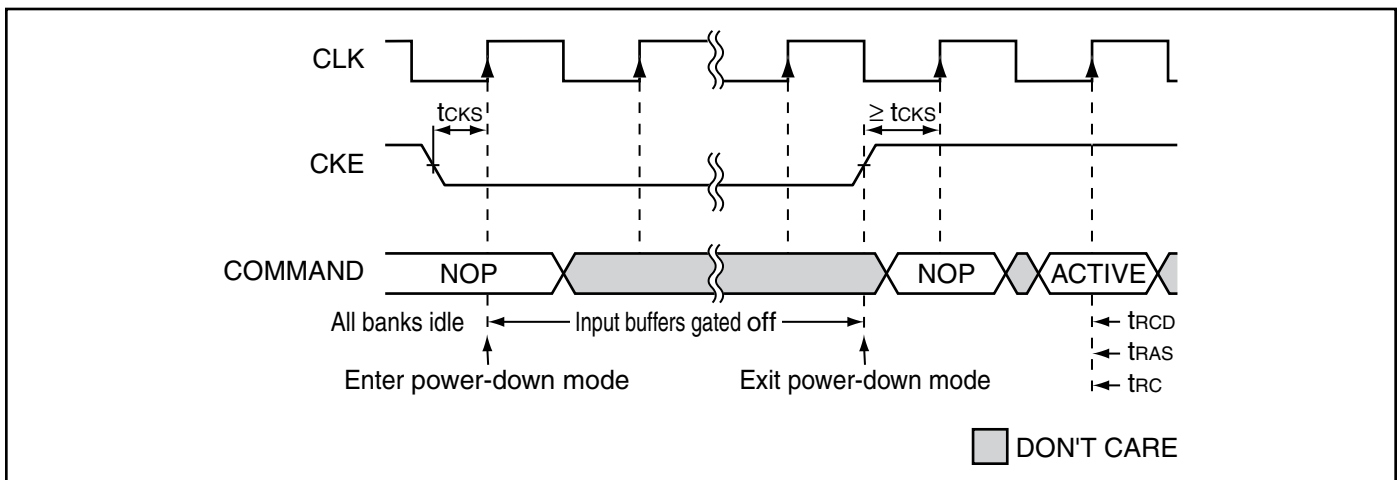 CLK
tCKS
≥ tCKS
CKE
COMMAND
NOP
NOP
ACTIVE
All banks idle
Input buffers gated off
tRCD
tRAS
Enter power-down mode
Exit power-down mode
tRC
DON'T CARE